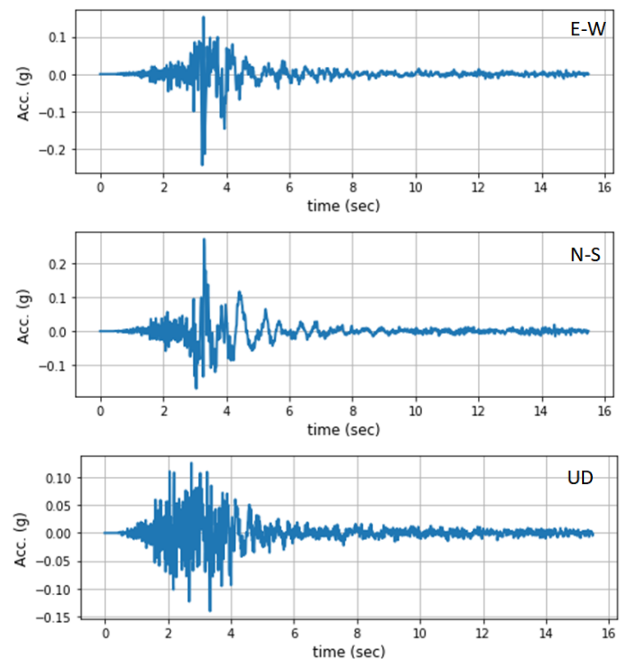 E-W
Acc. (g)
0.1
0.0
−0.1
−0.2
0 2 4 6 8 10 12 14 16
time (sec)
N-S
Acc. (g)
0.2
0.1
0.0
−0.1
0 2 4 6 8 10 12 14 16
time (sec)
UD
Acc. (g)
0.10
0.05
0.00
−0.05
−0.10
−0.15
0 2 4 6 8 10 12 14 16
time (sec)